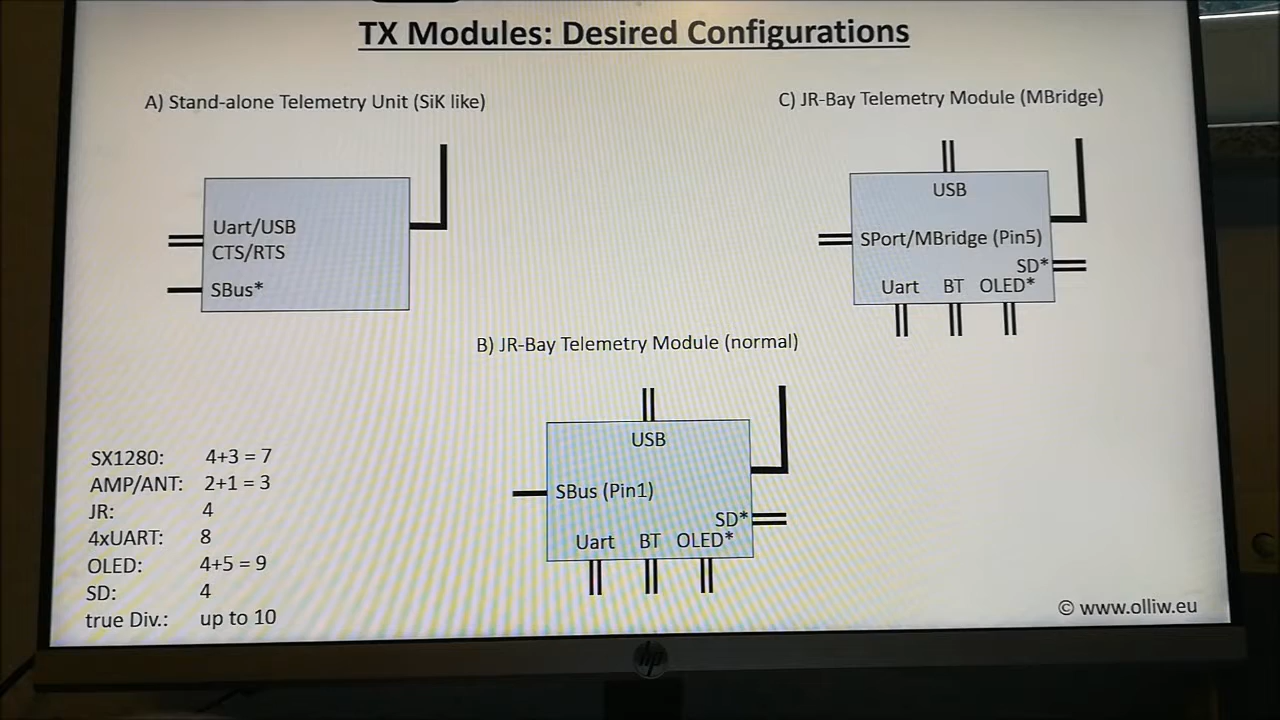 TX Modules: Desired Configurations
A) Stand-alone Telemetry Unit (SiK like)
Uart/USB
CTS/RTS
SBus*
C) JR-Bay Telemetry Module (MBridge)
USB
SPort/MBridge (Pin5)
SD*
Uart BT OLED*
B) JR-Bay Telemetry Module (normal)
USB
SBus (Pin1)
SD*
Uart BT OLED*
SX1280: 4+3 = 7
AMP/ANT: 2+1 = 3
JR: 4
4xUART: 8
OLED: 4+5 = 9
SD: 4
true Div.: up to 10
© www.olliw.eu
hp